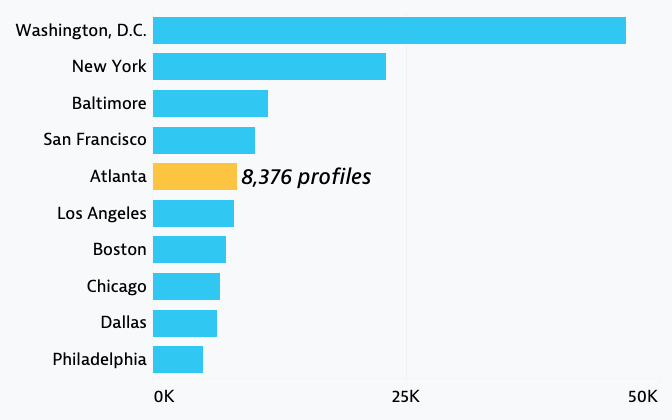 Washington, D.C.
New York
Baltimore
San Francisco
Atlanta 8,376 profiles
Los Angeles
Boston
Chicago
Dallas
Philadelphia
0K 25K 50K